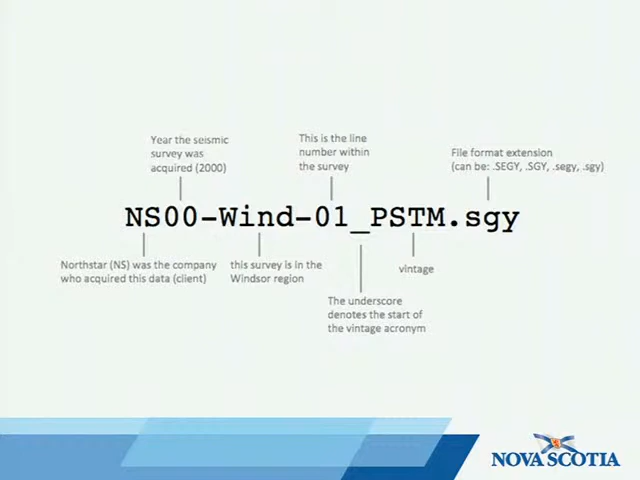 Year the seismic
survey was
acquired (2000)
This is the line
number within
the survey
File format extension
(can be: .SEGY, .SGY, .segy, .sgy)
NS00-Wind-01_PSTM.sgy
Northstar (NS) was the company
who acquired this data (client)
this survey is in the
Windsor region
vintage
The underscore
denotes the start of
the vintage acronym
NOVA SCOTIA